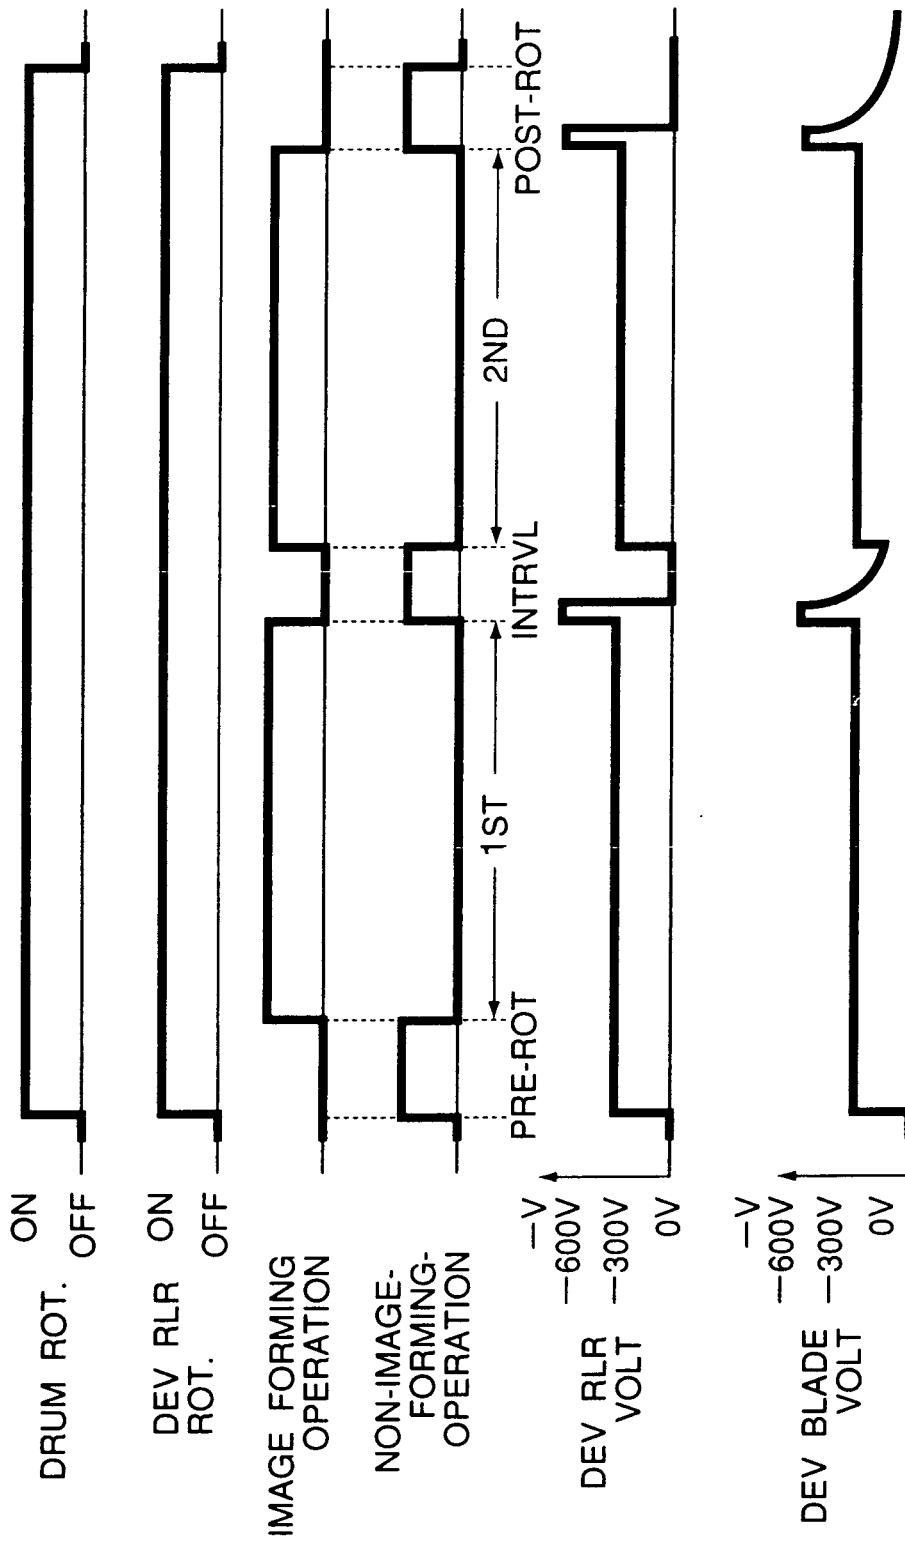 DRUM ROT.
ON
OFF
DEV RLR
ROT.
ON
OFF
IMAGE FORMING
OPERATION
NON-IMAGE-
FORMING-
OPERATION
PRE-ROT
1ST
INTRVL
2ND
POST-ROT
DEV RLR
VOLT
—V
—600V
—300V
0V
DEV BLADE
VOLT
—V
—600V
—300V
0V